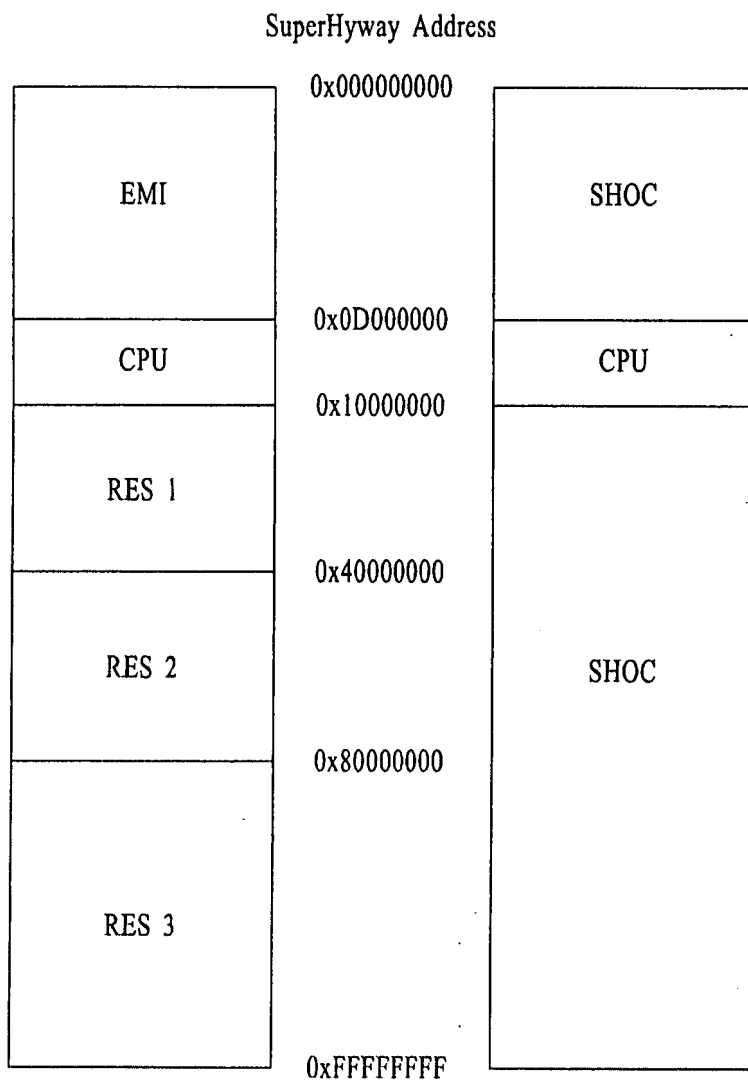 SuperHyway Address
0x000000000
EMI
SHOC
0x0D000000
CPU
CPU
0x10000000
RES 1
0x40000000
RES 2
SHOC
0x80000000
RES 3
0xFFFFFFFF